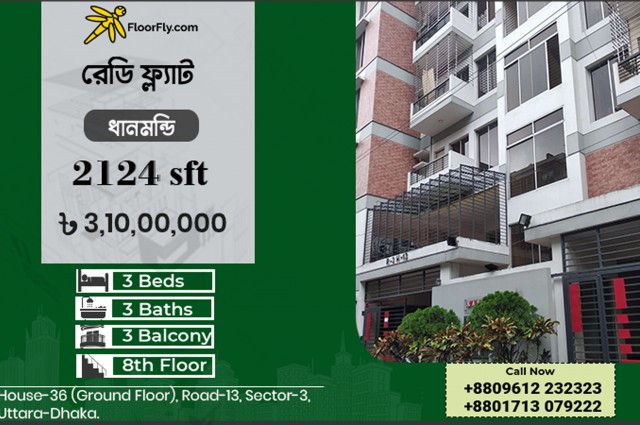 FloorFly.com
রেডি ফ্ল্যাট
ধানমন্ডি
2124 sft
৳ 3,10,00,000
3 Beds
3 Baths
3 Balcony
8th Floor
House-36 (Ground Floor), Road-13, Sector-3,
Uttara-Dhaka.
Call Now
+8809612 232323
+8801713 079222